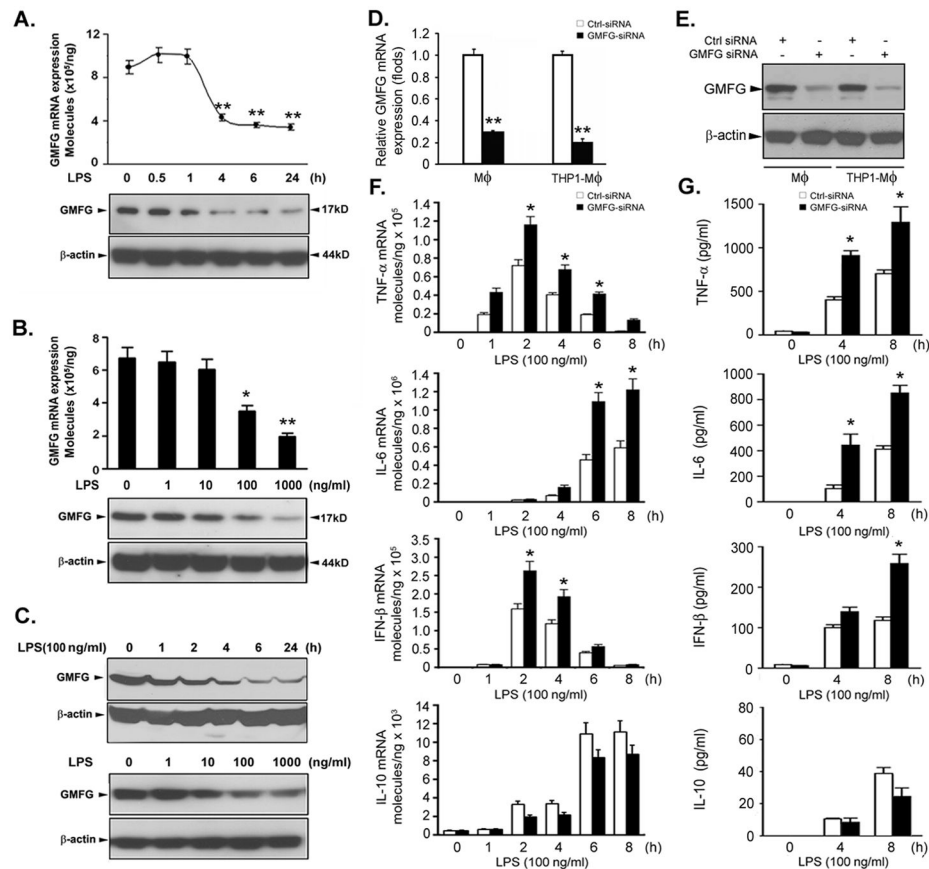 A.
GMFG mRNA expression
Molecules (x10⁵/ng)
12
9
6
3
0
** ** **
LPS 0 0.5 1 4 6 24 (h)
GMFG 17kD
β-actin 44kD
B.
GMFG mRNA expression
Molecules (x10⁵/ng)
8
6
4
2
0
* **
LPS 0 1 10 100 1000 (ng/ml)
GMFG 17kD
β-actin 44kD
C.
LPS(100 ng/ml) 0 1 2 4 6 24 (h)
GMFG
β-actin
LPS 0 1 10 100 1000 (ng/ml)
GMFG
β-actin
D.
Ctrl-siRNA
GMFG-siRNA
Relative GMFG mRNA
expression (flods)
1.2
1.0
0.8
0.6
0.4
0.2
0
** **
Mφ THP1-Mφ
E.
Ctrl siRNA + - + -
GMFG siRNA - + - +
GMFG
β-actin
Mφ THP1-Mφ
F.
Ctrl-siRNA
GMFG-siRNA
TNF-α mRNA
molecules/ng x 10⁵
1.4
1.2
1.0
0.8
0.6
0.4
0.2
0
* * *
0 1 2 4 6 8 (h)
LPS (100 ng/ml)
IL-6 mRNA
molecules/ng x 10⁶
1.4
1.2
1.0
0.8
0.6
0.4
0.2
0
* *
0 1 2 4 6 8 (h)
LPS (100 ng/ml)
IFN-β mRNA
molecules/ng x 10⁵
3.0
2.5
2.0
1.5
1.0
0.5
0
* *
0 1 2 4 6 8 (h)
LPS (100 ng/ml)
IL-10 mRNA
molecules/ng x 10³
14
12
10
8
6
4
2
0
0 1 2 4 6 8 (h)
LPS (100 ng/ml)
G.
Ctrl-siRNA
GMFG-siRNA
TNF-α (pg/ml)
1500
1000
500
0
* *
0 4 8 (h)
LPS (100 ng/ml)
IL-6 (pg/ml)
1000
800
600
400
200
0
* *
0 4 8 (h)
LPS (100 ng/ml)
IFN-β (pg/ml)
300
200
100
0
*
0 4 8 (h)
LPS (100 ng/ml)
IL-10 (pg/ml)
80
60
40
20
0
0 4 8 (h)
LPS (100 ng/ml)